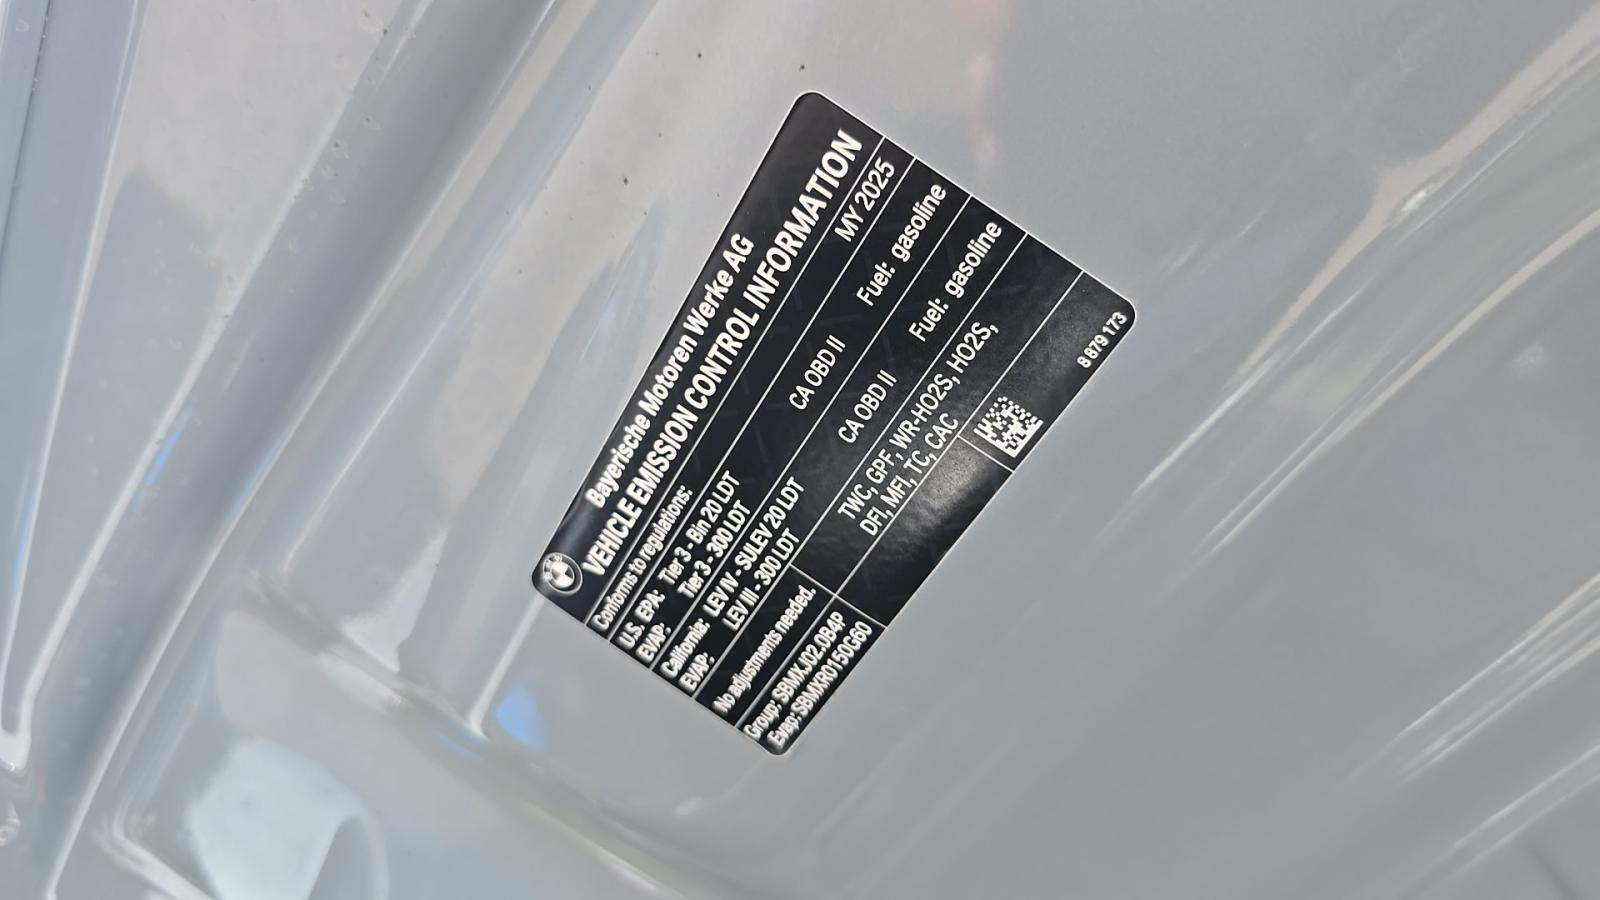 Bayerische Motoren Werke AG
VEHICLE EMISSION CONTROL INFORMATION
Conforms to regulations: MY 2025
U.S. EPA: Tier 3 - Bin 20 LDT CA OBD II Fuel: gasoline
EVAP: Tier 3 - 300 LDT
California: LEV IV - SULEV 20 LDT CA OBD II Fuel: gasoline
EVAP: LEV III - 300 LDT
No adjustments needed.
TWC, GPF, WR-HO2S, HO2S,
DFI, MFI, TC, CAC
Group: SBMXJ02.0B4P
Evap: SBMXR0150G60
8 879 173